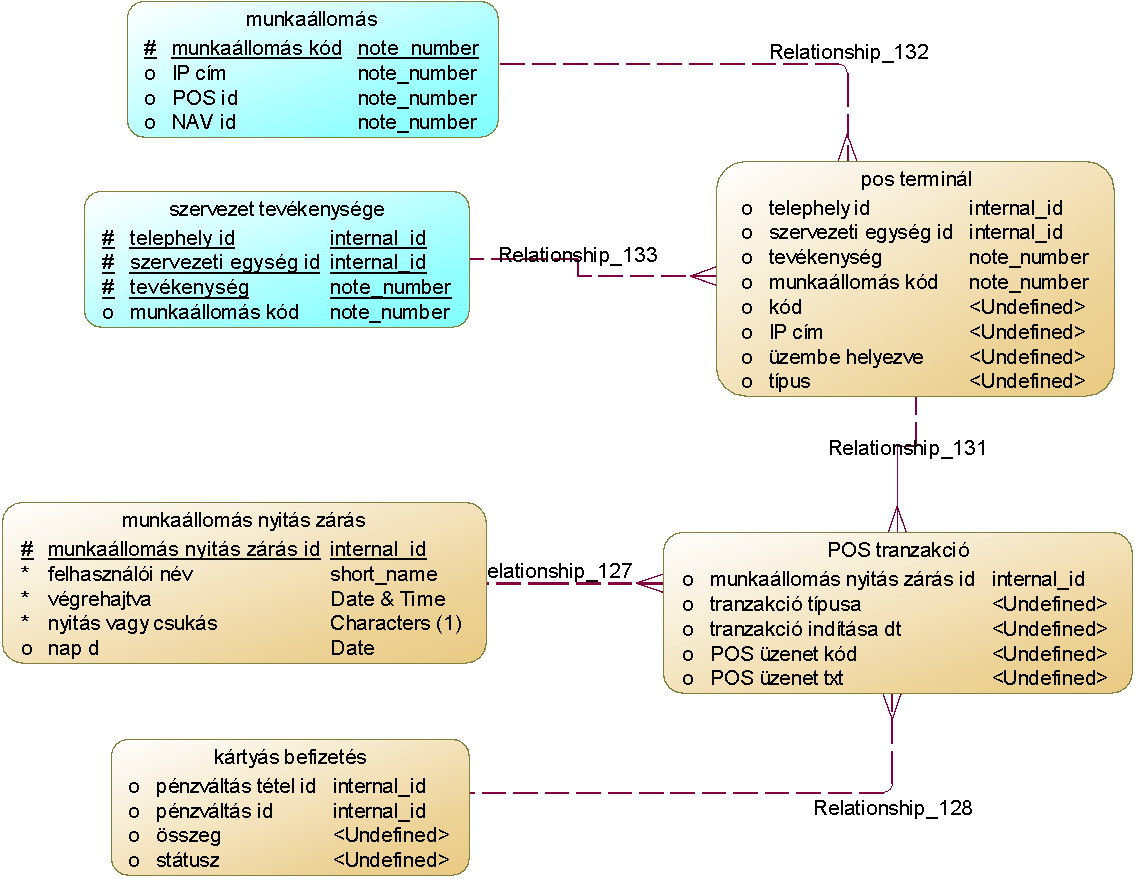 munkaállomás
# munkaállomás kód note_number
o IP cím note_number
o POS id note_number
o NAV id note_number
Relationship_132
pos terminál
o telephely id internal_id
o szervezeti egység id internal_id
o tevékenység note_number
o munkaállomás kód note_number
o kód <Undefined>
o IP cím <Undefined>
o üzembe helyezve <Undefined>
o típus <Undefined>
szervezet tevékenysége
# telephely id internal_id
# szervezeti egység id internal_id
# tevékenység note_number
o munkaállomás kód note_number
Relationship_133
Relationship_131
munkaállomás nyitás zárás
# munkaállomás nyitás zárás id internal_id
* felhasználói név short_name
* végrehajtva Date & Time
* nyitás vagy csukás Characters (1)
o nap d Date
elationship_127
POS tranzakció
o munkaállomás nyitás zárás id internal_id
o tranzakció típusa <Undefined>
o tranzakció indítása dt <Undefined>
o POS üzenet kód <Undefined>
o POS üzenet txt <Undefined>
kártyás befizetés
o pénzváltás tétel id internal_id
o pénzváltás id internal_id
o összeg <Undefined>
o státusz <Undefined>
Relationship_128